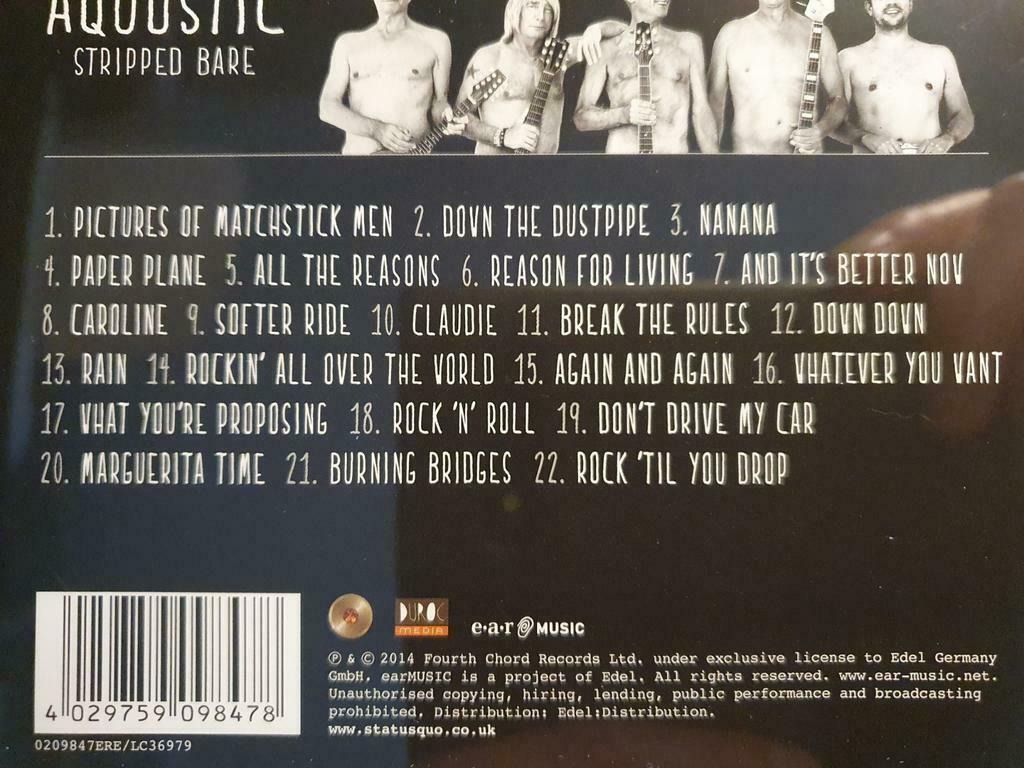 AQUOSTIC
STRIPPED BARE
1. PICTURES OF MATCHSTICK MEN 2. DOWN THE DUSTPIPE 3. NANANA
4. PAPER PLANE 5. ALL THE REASONS 6. REASON FOR LIVING 7. AND IT'S BETTER NOW
8. CAROLINE 9. SOFTER RIDE 10. CLAUDIE 11. BREAK THE RULES 12. DOWN DOWN
13. RAIN 14. ROCKIN' ALL OVER THE WORLD 15. AGAIN AND AGAIN 16. WHATEVER YOU WANT
17. WHAT YOU'RE PROPOSING 18. ROCK 'N' ROLL 19. DON'T DRIVE MY CAR
20. MARGUERITA TIME 21. BURNING BRIDGES 22. ROCK 'TIL YOU DROP
DUROC
MEDIA
e·a·r MUSIC
℗ & © 2014 Fourth Chord Records Ltd. under exclusive license to Edel Germany
GmbH. earMUSIC is a project of Edel. All rights reserved. www.ear-music.net.
Unauthorised copying, hiring, lending, public performance and broadcasting
prohibited. Distribution: Edel:Distribution.
www.statusquo.co.uk
4 029759 098478
0209847ERE/LC36979